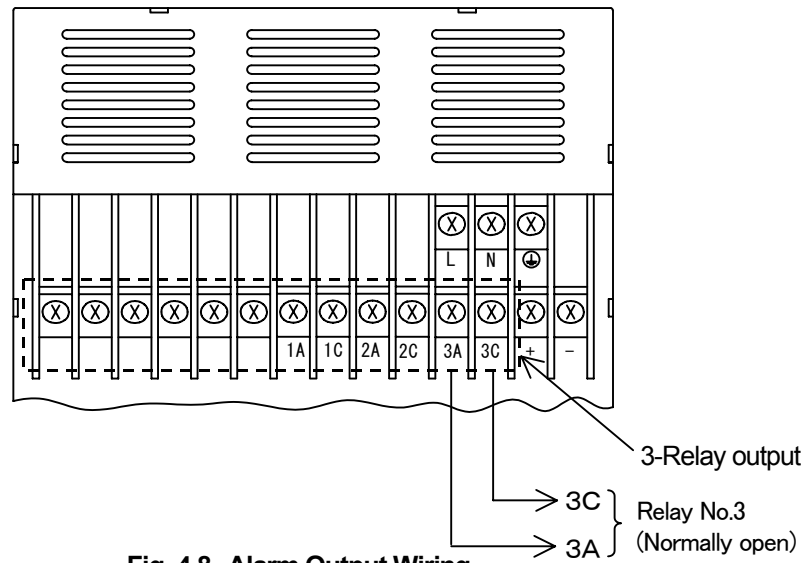 L N
1A 1C 2A 2C 3A 3C + -
3-Relay output
3C
Relay No.3
3A
(Normally open)
Fig. 4.8 Alarm Output Wiring